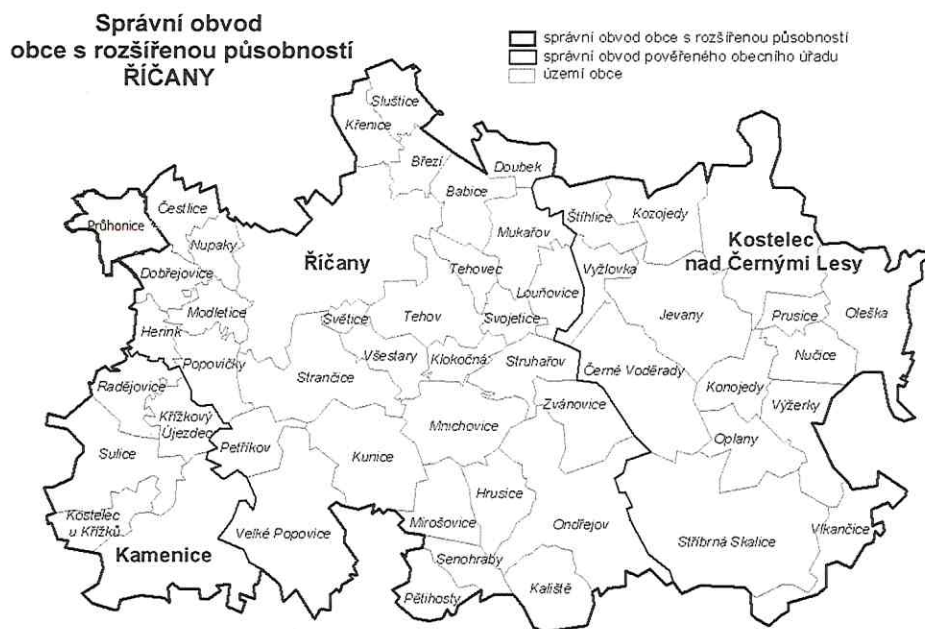 Správní obvod
obce s rozšířenou působností
ŘÍČANY
správní obvod obce s rozšířenou působností
správní obvod pověřeného obecního úřadu
území obce
Sluštice
Křenice
Březí
Doubek
Babice
Čestlice
Průhonice
Nupaky
Mukařov
Štíhlice
Kozojedy
Říčany
Kostelec
nad Černými Lesy
Dobřejovice
Tehovec
Vyžlovka
Louňovice
Modletice
Herink
Světice
Tehov
Svojetice
Jevany
Prusice
Oleška
Popovičky
Všestary
Klokočná
Struhařov
Nučice
Radějovice
Strančice
Černé Voděrady
Konojedy
Výžerky
Křížkový
Újezdec
Zvánovice
Mnichovice
Oplany
Sulice
Petříkov
Kunice
Hrusice
Kostelec
u Křížků
Mirošovice
Ondřejov
Velké Popovice
Stříbrná Skalice
Vlkančice
Kamenice
Senohraby
Kaliště
Pětihosty